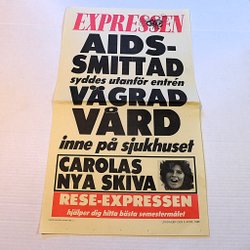 EXPRESSEN
AIDS-
SMITTAD
syddes utanför entrén
VÄGRAD
VÅRD
inne på sjukhuset
CAROLAS
NYA SKIVA
RESE-EXPRESSEN
hjälper dig hitta bästa semestermålet